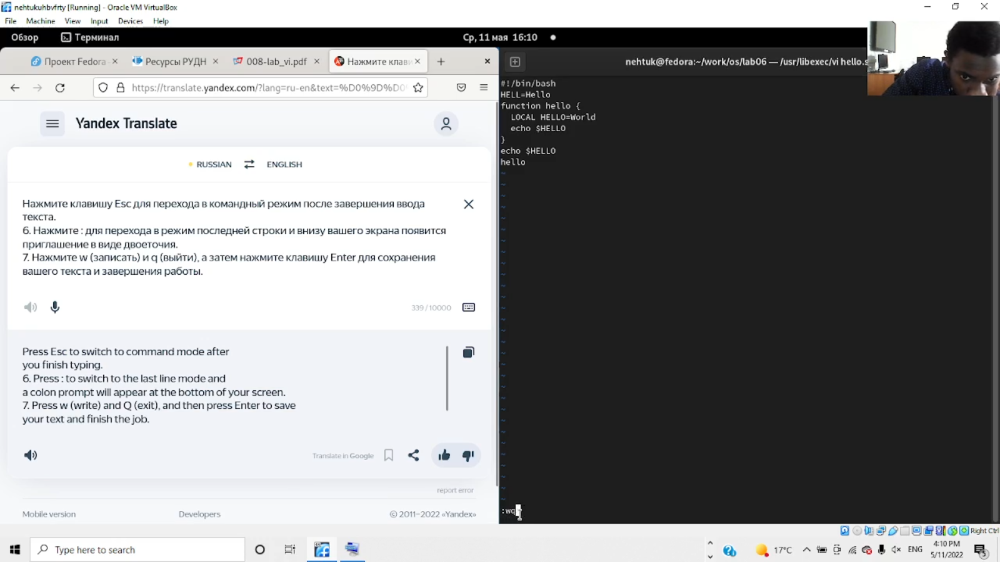 nehtukuhbvfrty [Running] - Oracle VM VirtualBox
File Machine View Input Devices Help
Обзор Терминал Ср, 11 мая 16:10
Проект Fedora - Ресурсы РУДН 008-lab_vi.pdf Нажмите клави
nehtuk@fedora:~/work/os/lab06 — /usr/libexec/vi hello.s
https://translate.yandex.com/?lang=ru-en&text=%D0%9D%D0%
Yandex Translate
RUSSIAN ENGLISH
Нажмите клавишу Esc для перехода в командный режим после завершения ввода
текста.
6. Нажмите : для перехода в режим последней строки и внизу вашего экрана появится
приглашение в виде двоеточия.
7. Нажмите w (записать) и q (выйти), а затем нажмите клавишу Enter для сохранения
вашего текста и завершения работы.
339 / 10000
Press Esc to switch to command mode after
you finish typing.
6. Press : to switch to the last line mode and
a colon prompt will appear at the bottom of your screen.
7. Press w (write) and Q (exit), and then press Enter to save
your text and finish the job.
Translate in Google
report error
Mobile version Developers © 2011–2022 «Yandex»
#!/bin/bash
HELL=Hello
function hello {
LOCAL HELLO=World
echo $HELLO
}
echo $HELLO
hello
:wq
Right Ctrl
Type here to search
17°C ENG
4:10 PM
5/11/2022
5